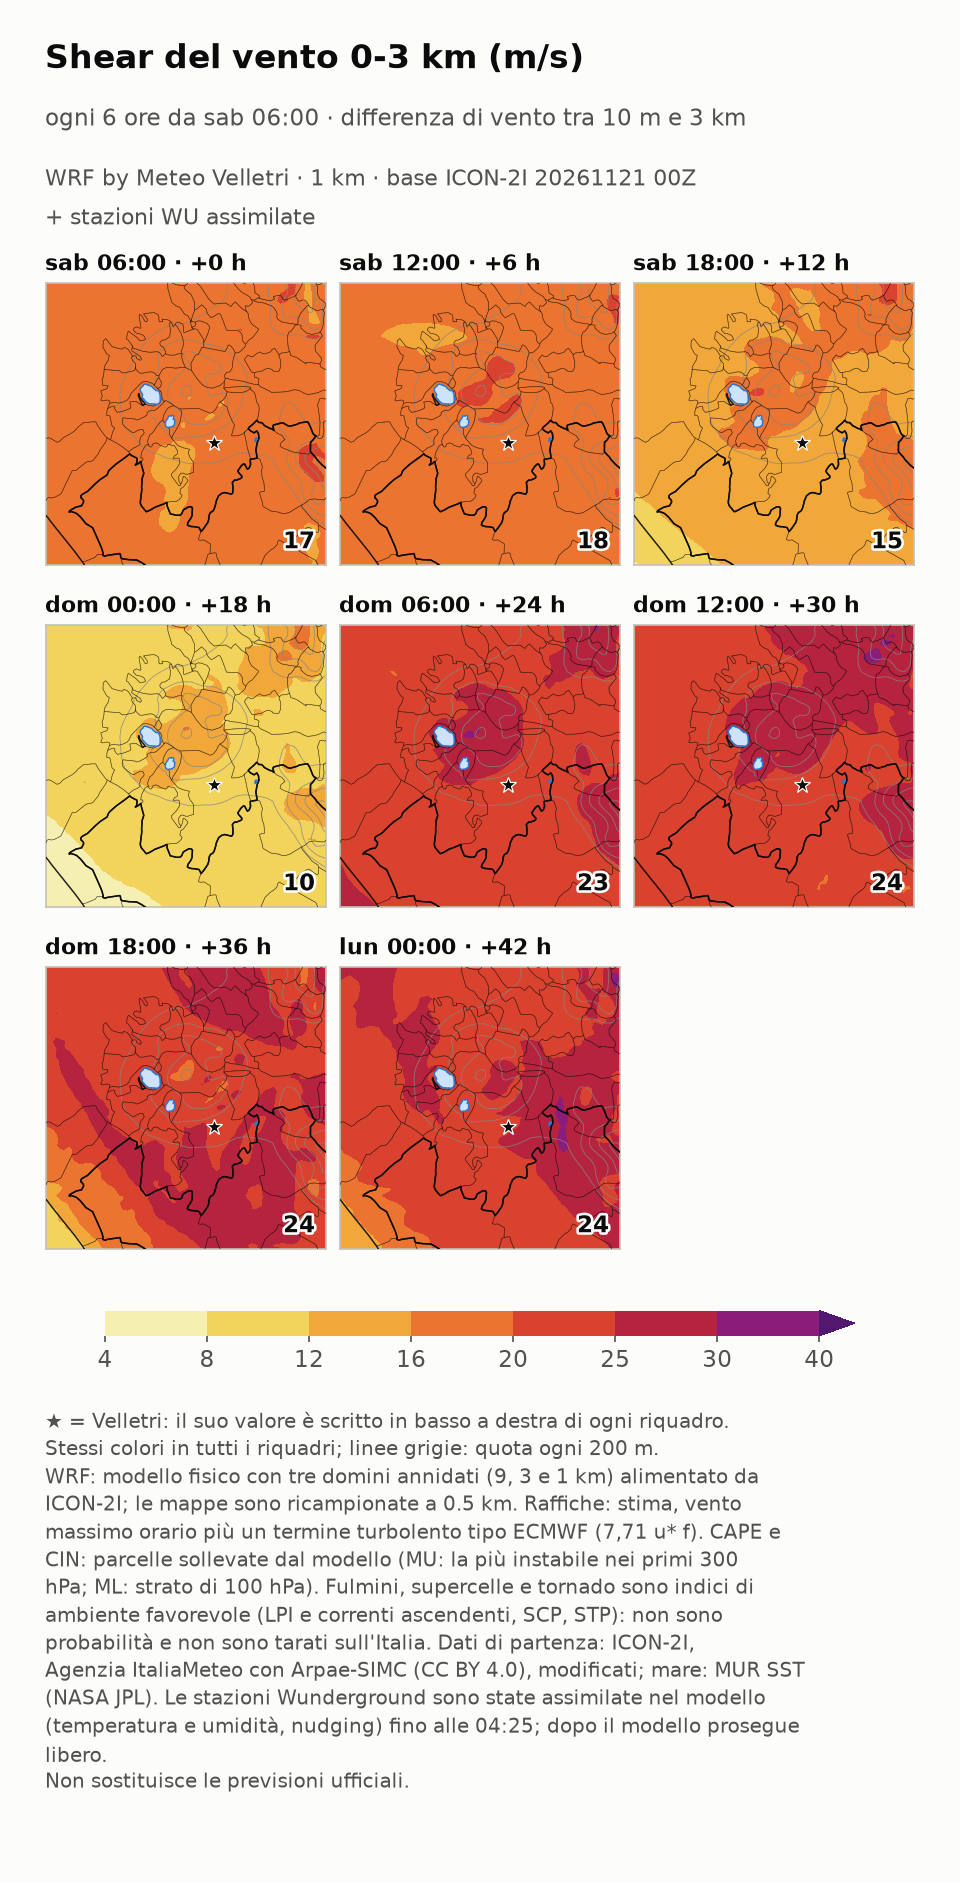 Shear del vento 0-3 km (m/s)
ogni 6 ore da sab 06:00 · differenza di vento tra 10 m e 3 km
WRF by Meteo Velletri · 1 km · base ICON-2I 20261121 00Z
+ stazioni WU assimilate
sab 06:00 · +0 h
sab 12:00 · +6 h
sab 18:00 · +12 h
17
18
15
dom 00:00 · +18 h
dom 06:00 · +24 h
dom 12:00 · +30 h
10
23
24
dom 18:00 · +36 h
lun 00:00 · +42 h
24
24
4 8 12 16 20 25 30 40
★ = Velletri: il suo valore è scritto in basso a destra di ogni riquadro.
Stessi colori in tutti i riquadri; linee grigie: quota ogni 200 m.
WRF: modello fisico con tre domini annidati (9, 3 e 1 km) alimentato da
ICON-2I; le mappe sono ricampionate a 0.5 km. Raffiche: stima, vento
massimo orario più un termine turbolento tipo ECMWF (7,71 u* f). CAPE e
CIN: parcelle sollevate dal modello (MU: la più instabile nei primi 300
hPa; ML: strato di 100 hPa). Fulmini, supercelle e tornado sono indici di
ambiente favorevole (LPI e correnti ascendenti, SCP, STP): non sono
probabilità e non sono tarati sull'Italia. Dati di partenza: ICON-2I,
Agenzia ItaliaMeteo con Arpae-SIMC (CC BY 4.0), modificati; mare: MUR SST
(NASA JPL). Le stazioni Wunderground sono state assimilate nel modello
(temperatura e umidità, nudging) fino alle 04:25; dopo il modello prosegue
libero.
Non sostituisce le previsioni ufficiali.